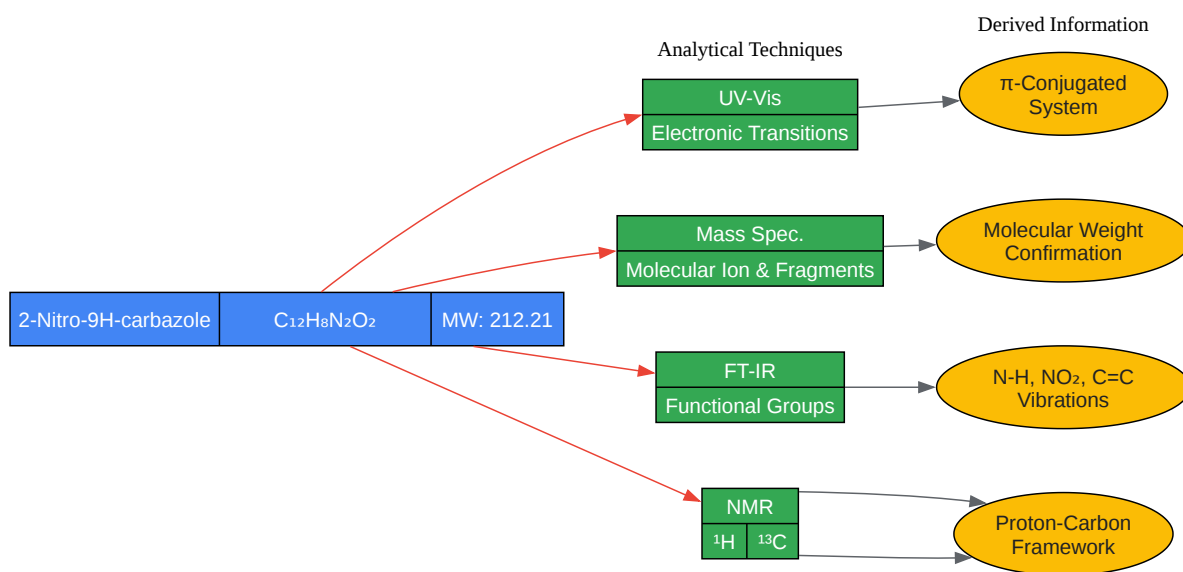 Derived Information
Analytical Techniques
π-Conjugated
System
UV-Vis
Electronic Transitions
Molecular Weight
Confirmation
Mass Spec.
Molecular Ion & Fragments
2-Nitro-9H-carbazole
C₁₂H₈N₂O₂
MW: 212.21
FT-IR
Functional Groups
N-H, NO₂, C=C
Vibrations
NMR
¹H
¹³C
Proton-Carbon
Framework